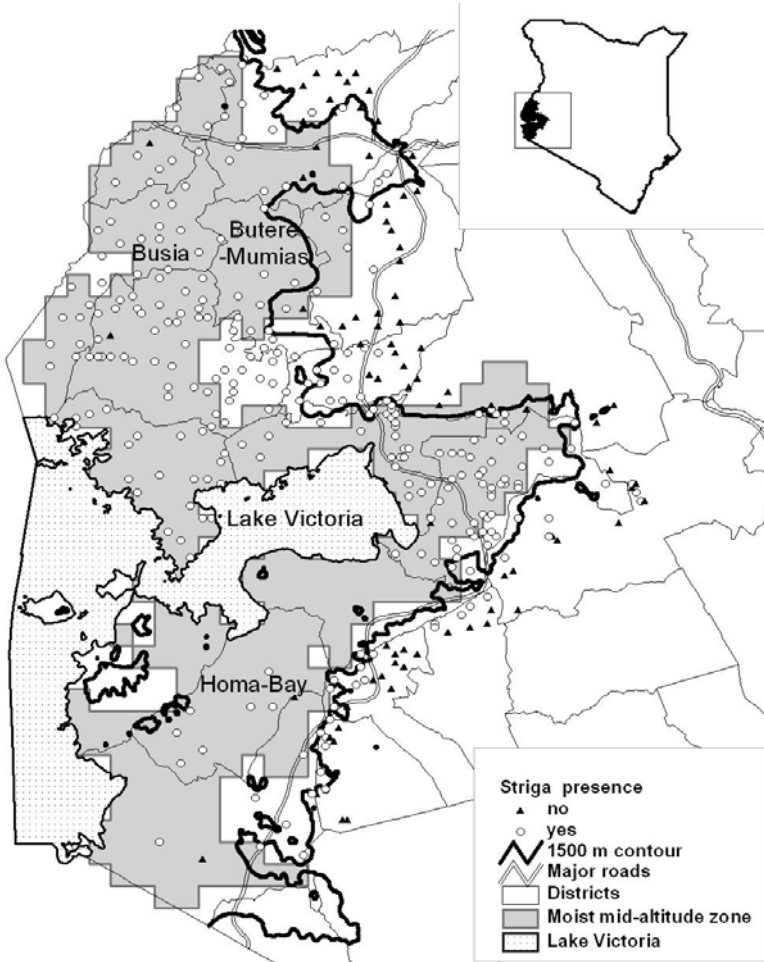 Butere
-Mumias
Busia
Lake Victoria
Homa-Bay
Striga presence
no
yes
1500 m contour
Major roads
Districts
Moist mid-altitude zone
Lake Victoria